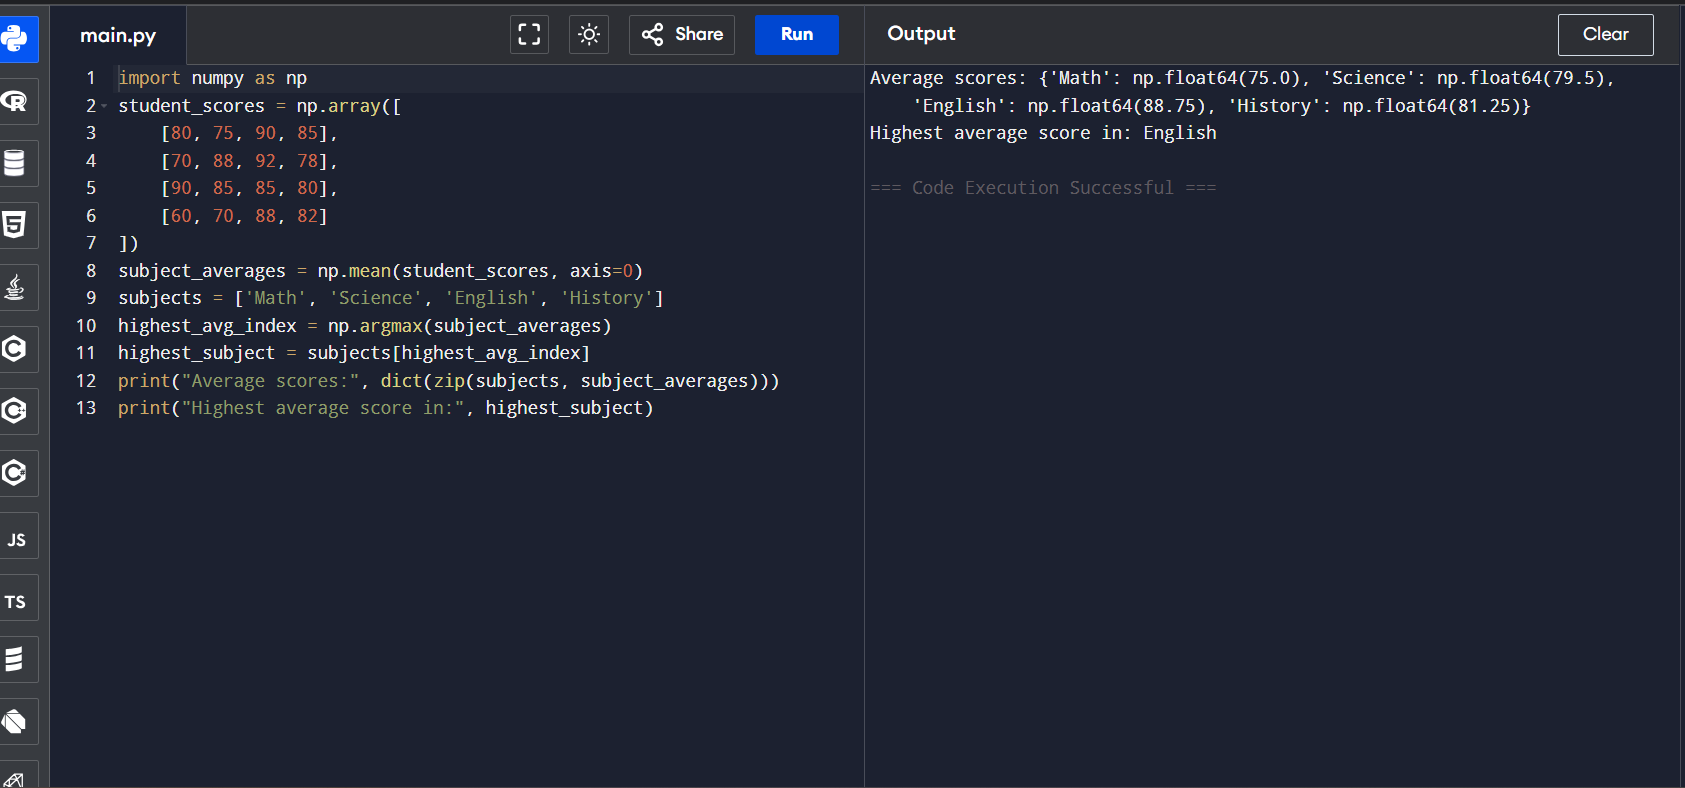 main.py
Share
Run
Output
Clear
1 import numpy as np
2 student_scores = np.array([
3     [80, 75, 90, 85],
4     [70, 88, 92, 78],
5     [90, 85, 85, 80],
6     [60, 70, 88, 82]
7 ])
8 subject_averages = np.mean(student_scores, axis=0)
9 subjects = ['Math', 'Science', 'English', 'History']
10 highest_avg_index = np.argmax(subject_averages)
11 highest_subject = subjects[highest_avg_index]
12 print("Average scores:", dict(zip(subjects, subject_averages)))
13 print("Highest average score in:", highest_subject)
Average scores: {'Math': np.float64(75.0), 'Science': np.float64(79.5),
    'English': np.float64(88.75), 'History': np.float64(81.25)}
Highest average score in: English
=== Code Execution Successful ===
R
5
C
C+
C#
JS
TS